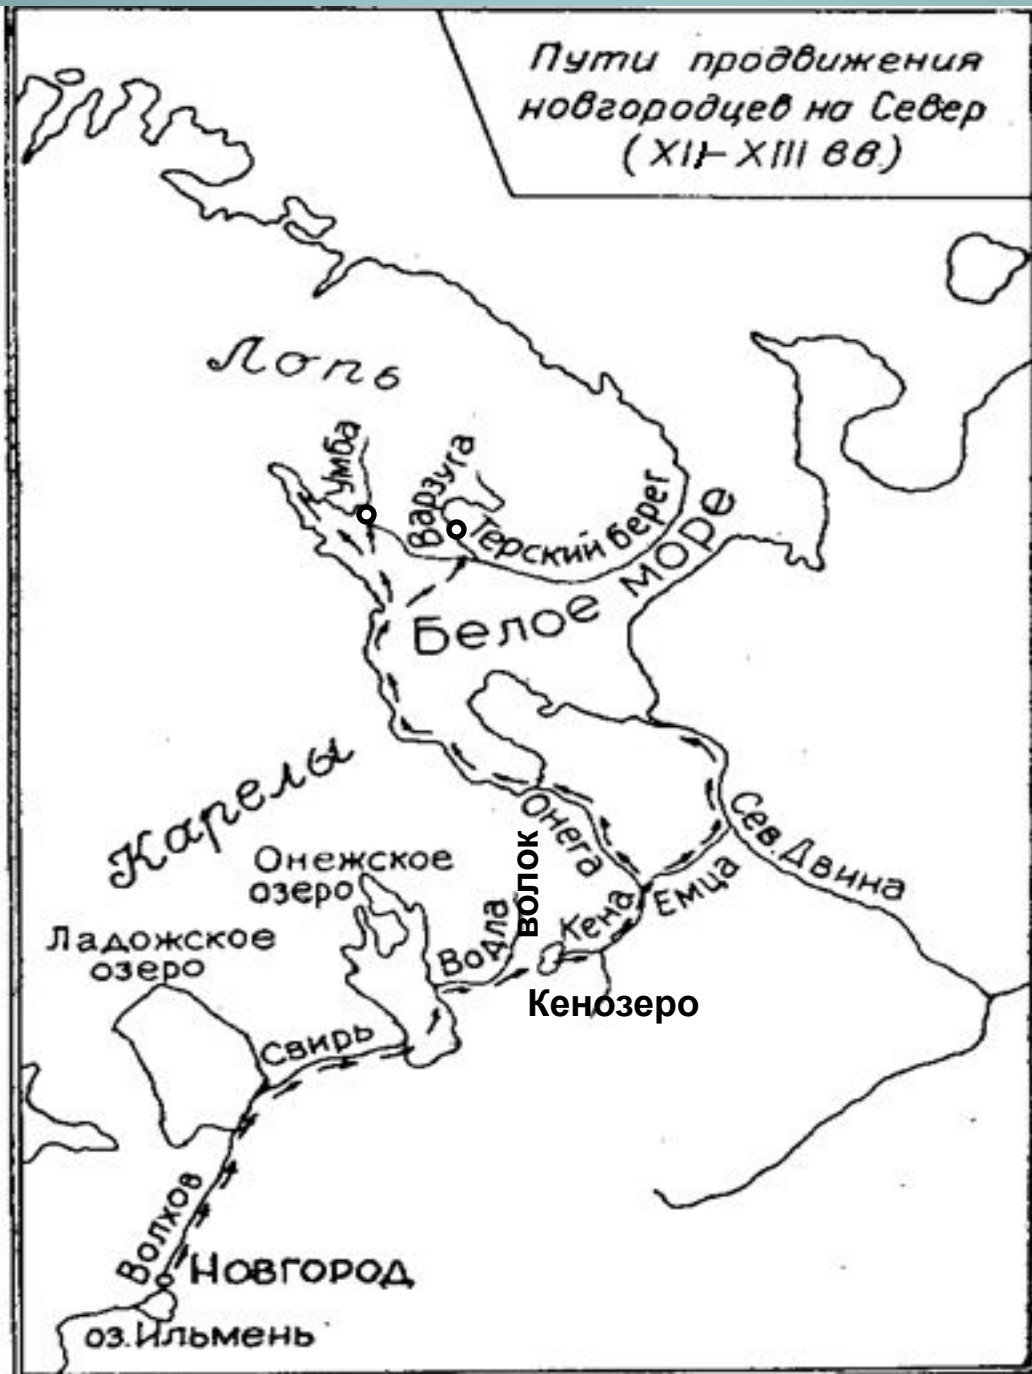 Пути продвижения
новгородцев на Север
(XII-XIII вв.)
Лопь
Умба
Варзуга
Терский берег
Белое море
Карелы
Онежское
озеро
Ладожское
озеро
Онега
волок
Сев. Двина
Водла
Кена
Емца
Кенозеро
Свирь
Волхов
Новгород
оз. Ильмень